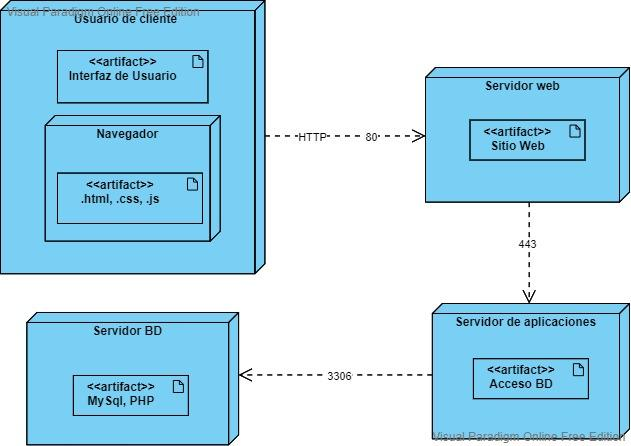 Visual Paradigm Online Free Edition
Usuario de cliente
<<artifact>>
Interfaz de Usuario
Navegador
<<artifact>>
.html, .css, .js
HTTP
80
Servidor web
<<artifact>>
Sitio Web
443
Servidor de aplicaciones
<<artifact>>
Acceso BD
3306
Servidor BD
<<artifact>>
MySql, PHP
Visual Paradigm Online Free Edition